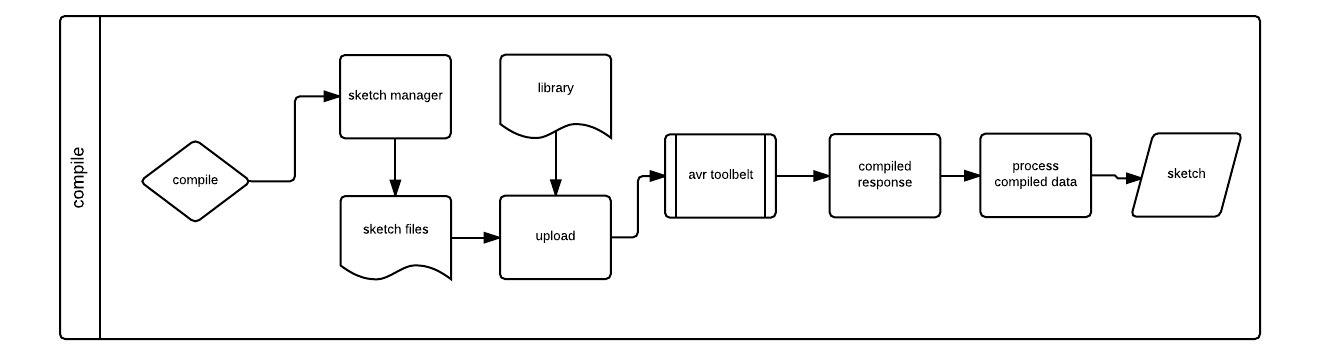 compile
compile
sketch manager
sketch files
library
upload
avr toolbelt
compiled
response
process
compiled data
sketch